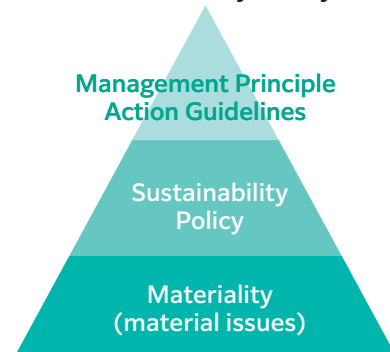 Management Principle
Action Guidelines
Sustainability
Policy
Materiality
(material issues)